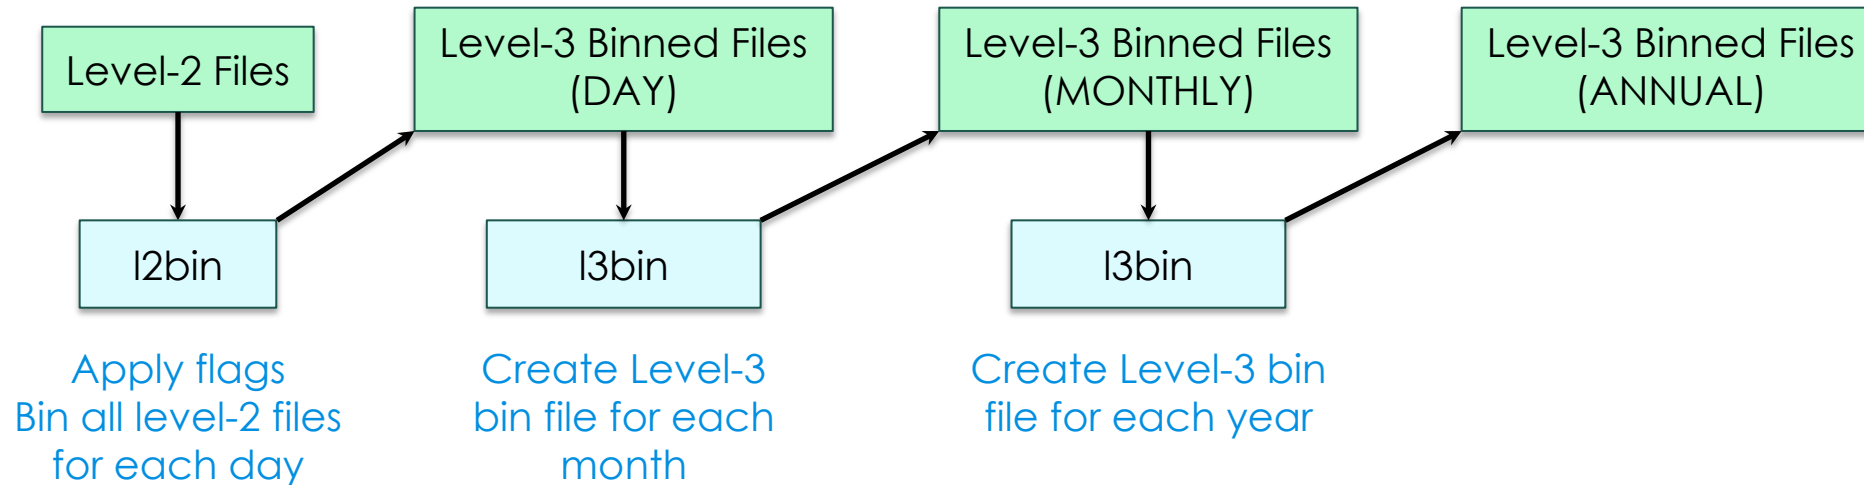 Level-2 Files
Level-3 Binned Files
(DAY)
Level-3 Binned Files
(MONTHLY)
Level-3 Binned Files
(ANNUAL)
l2bin
l3bin
l3bin
Apply flags
Bin all level-2 files
for each day
Create Level-3
bin file for each
month
Create Level-3 bin
file for each year